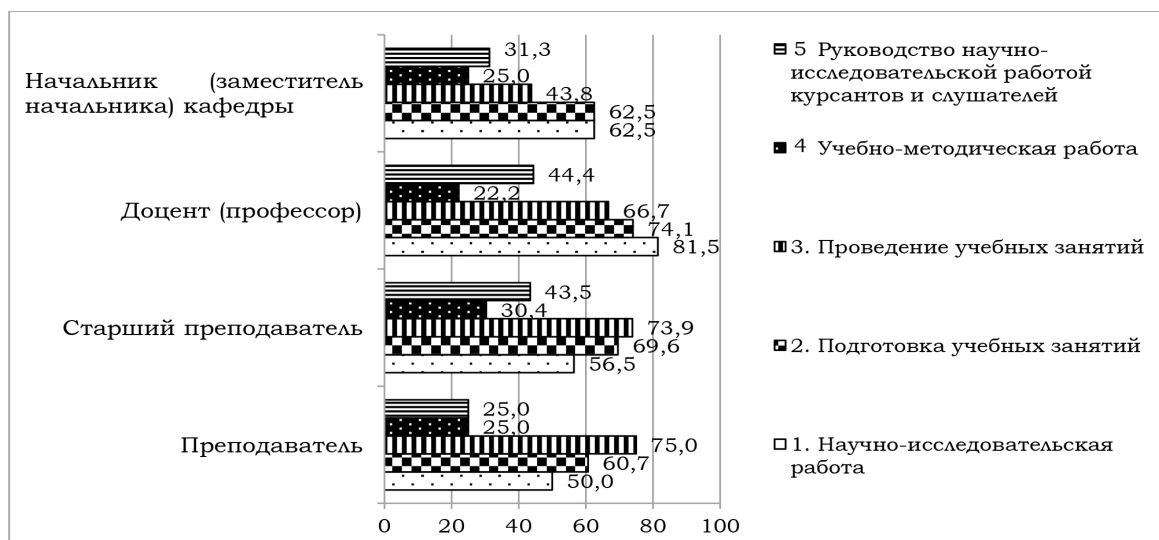 Начальник (заместитель
начальника) кафедры
31,3
25,0
43,8
62,5
62,5
Доцент (профессор)
44,4
22,2
66,7
74,1
81,5
Старший преподаватель
43,5
30,4
73,9
69,6
56,5
Преподаватель
25,0
25,0
75,0
60,7
50,0
0 20 40 60 80 100
5 Руководство научно-
исследовательской работой
курсантов и слушателей
4 Учебно-методическая работа
3. Проведение учебных занятий
2. Подготовка учебных занятий
1. Научно-исследовательская
работа